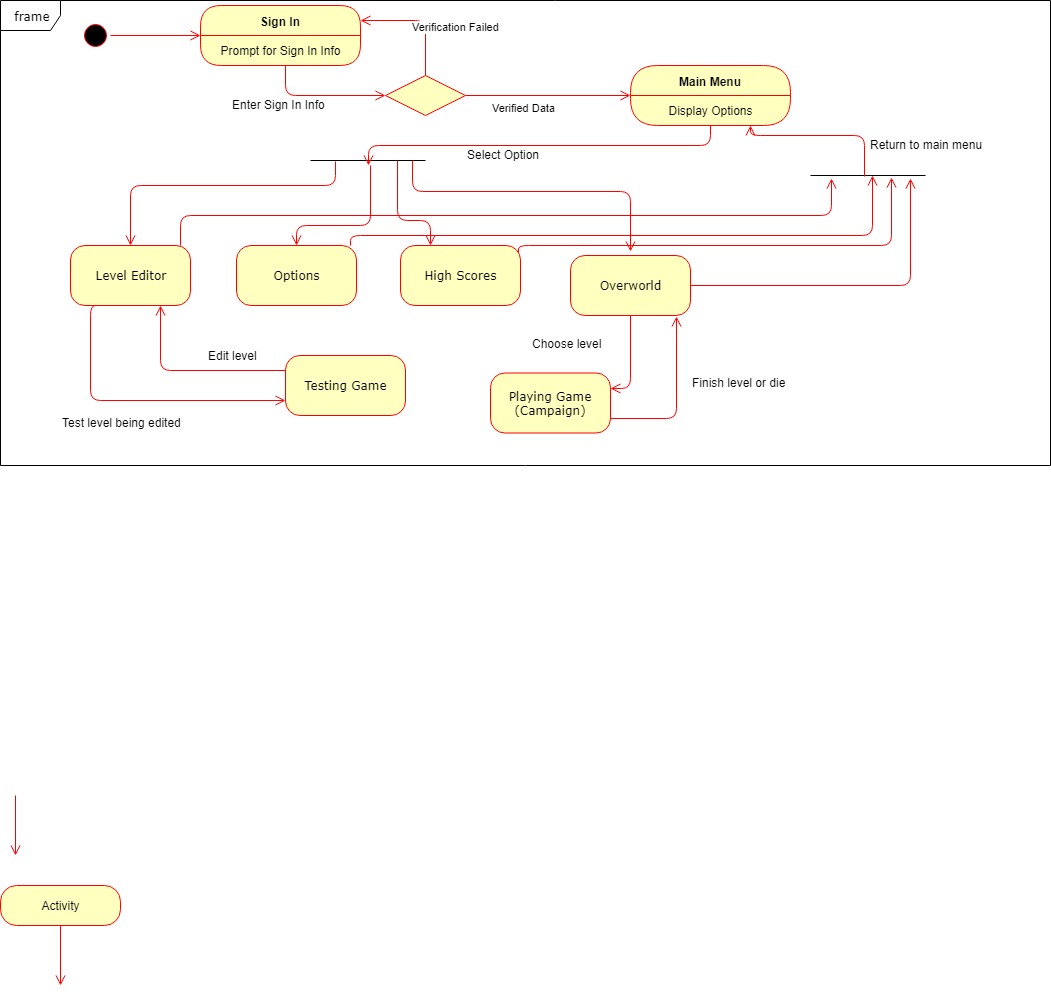 frame
Sign In
Prompt for Sign In Info
Verification Failed
Enter Sign In Info
Verified Data
Main Menu
Display Options
Select Option
Return to main menu
Level Editor
Options
High Scores
Overworld
Edit level
Testing Game
Test level being edited
Choose level
Playing Game
(Campaign)
Finish level or die
Activity